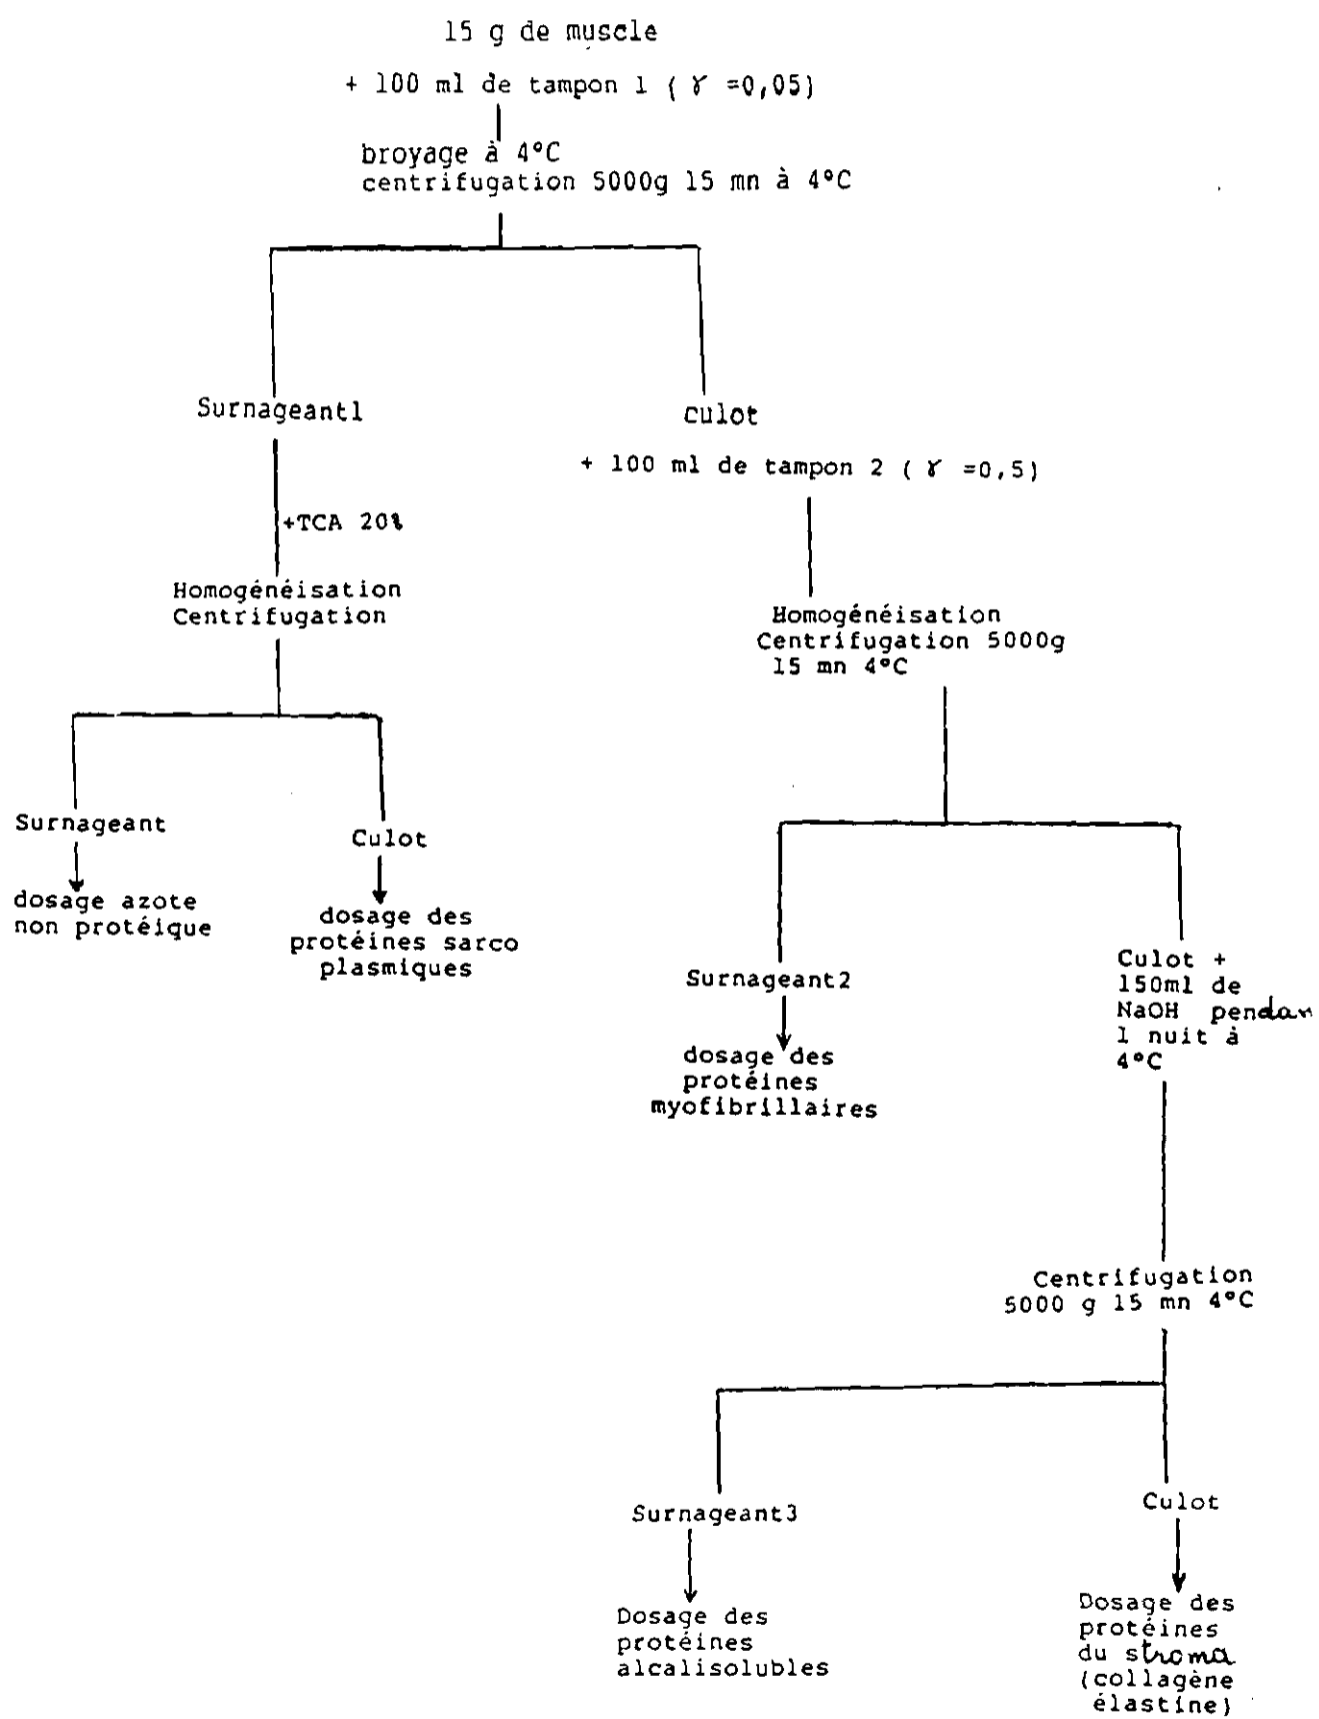 15 g de muscle
+ 100 ml de tampon 1 ( γ =0,05)
broyage à 4°C
centrifugation 5000g 15 mn à 4°C
Surnageant1
culot
+ 100 ml de tampon 2 ( γ =0,5)
+TCA 20%
Homogénéisation
Centrifugation
Homogénéisation
Centrifugation 5000g
15 mn 4°C
Surnageant
Culot
dosage azote
non protéique
dosage des
protéines sarco
plasmiques
Surnageant2
dosage des
protéines
myofibrillaires
Culot +
150ml de
NaOH pendan
1 nuit à
4°C
Centrifugation
5000 g 15 mn 4°C
Surnageant3
Culot
Dosage des
protéines
alcalisolubles
Dosage des
protéines
du stroma
(collagène
élastine)